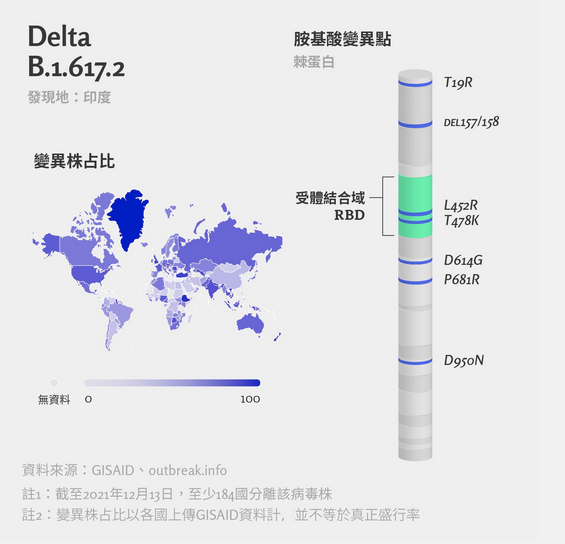 Delta
B.1.617.2
發現地：印度
變異株占比
無資料
0
100
胺基酸變異點
棘蛋白
受體結合域
RBD
T19R
DEL157/158
L452R
T478K
D614G
P681R
D950N
資料來源：GISAID、outbreak.info
註1：截至2021年12月13日，至少184國分離該病毒株
註2：變異株占比以各國上傳GISAID資料計，並不等於真正盛行率